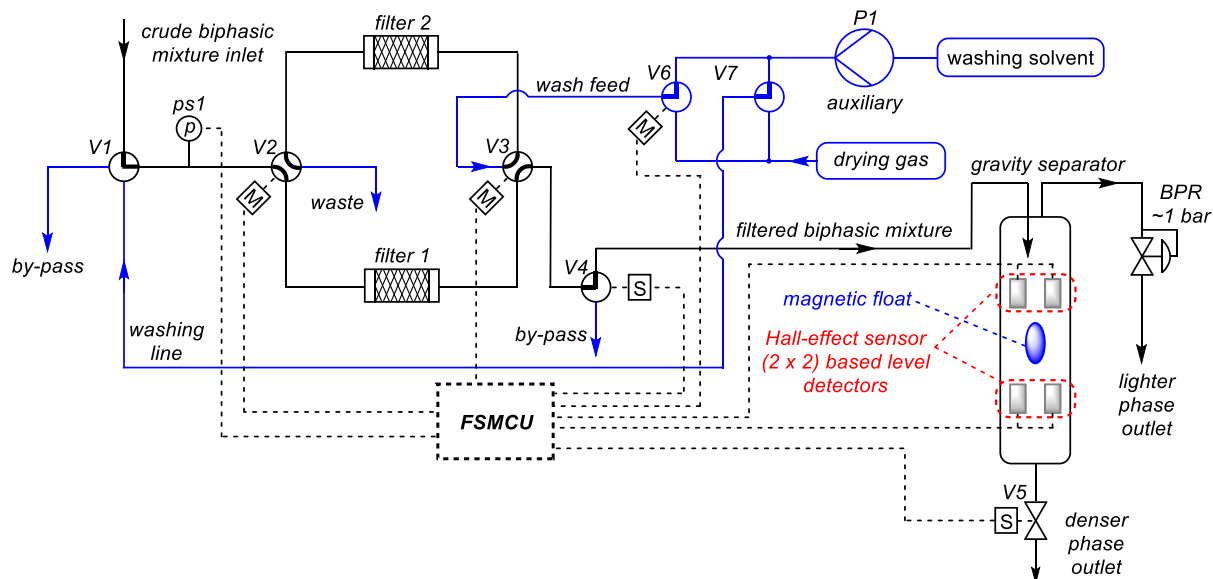 crude biphasic
mixture inlet
filter 2
P1
washing solvent
auxiliary
V6
V7
wash feed
M
ps1
p
V1
V2
V3
drying gas
gravity separator
BPR
~1 bar
M
M
waste
filtered biphasic mixture
by-pass
filter 1
V4
S
magnetic float
by-pass
washing
line
Hall-effect sensor
(2 x 2) based level
detectors
lighter
phase
outlet
FSMCU
V5
S
denser
phase
outlet